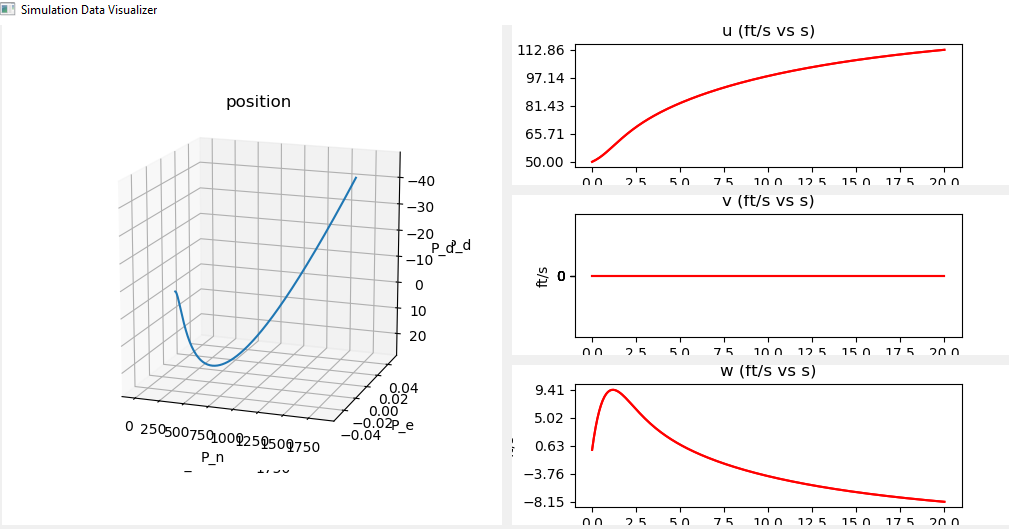 Simulation Data Visualizer
position
−40
−30
−20
−10
0
10
20
P_d
0.04
0.02
0.00
−0.02
−0.04
P_e
0 250 500 750 1000 1250 1500 1750
P_n
1750
u (ft/s vs s)
112.86
97.14
81.43
65.71
50.00
0.0 2.5 5.0 7.5 10.0 12.5 15.0 17.5 20.0
v (ft/s vs s)
ft/s
0
0.0 2.5 5.0 7.5 10.0 12.5 15.0 17.5 20.0
w (ft/s vs s)
9.41
5.02
0.63
−3.76
−8.15
0.0 2.5 5.0 7.5 10.0 12.5 15.0 17.5 20.0